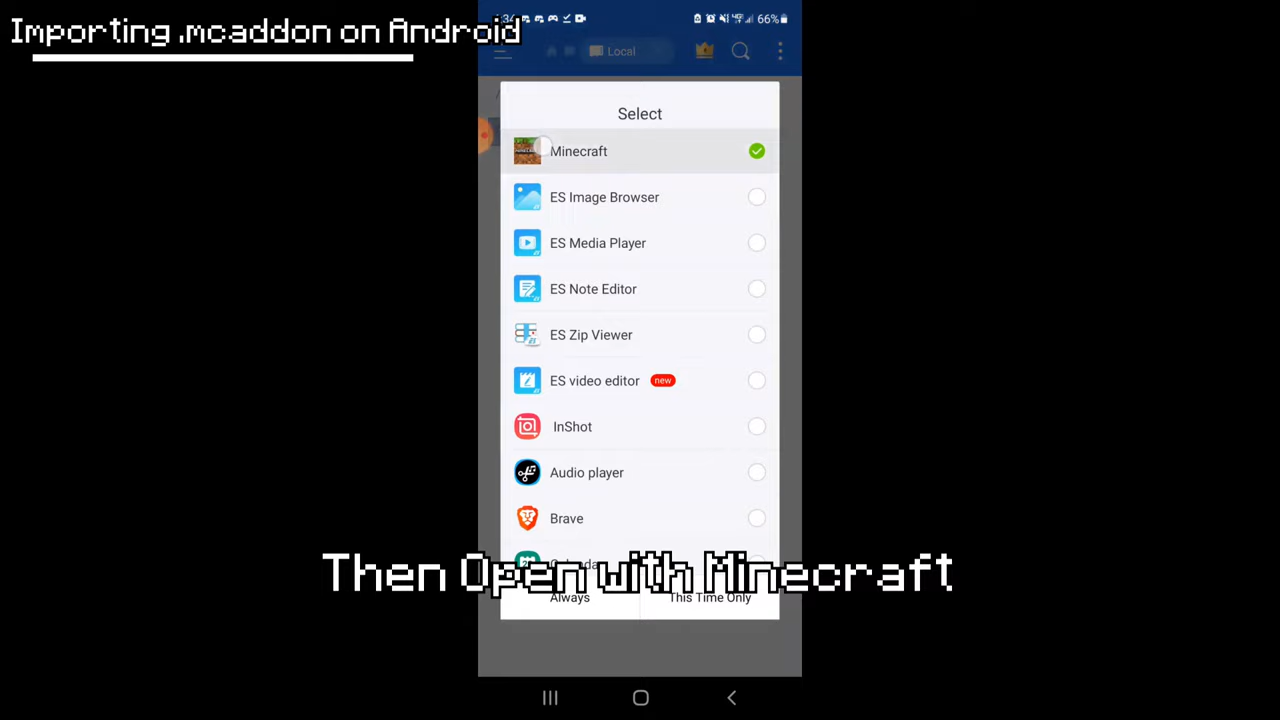 Importing .mcaddon on Android
66%
Local
Select
Minecraft
ES Image Browser
ES Media Player
ES Note Editor
ES Zip Viewer
ES video editor new
InShot
Audio player
Brave
Then Open with Minecraft
Always
This Time Only